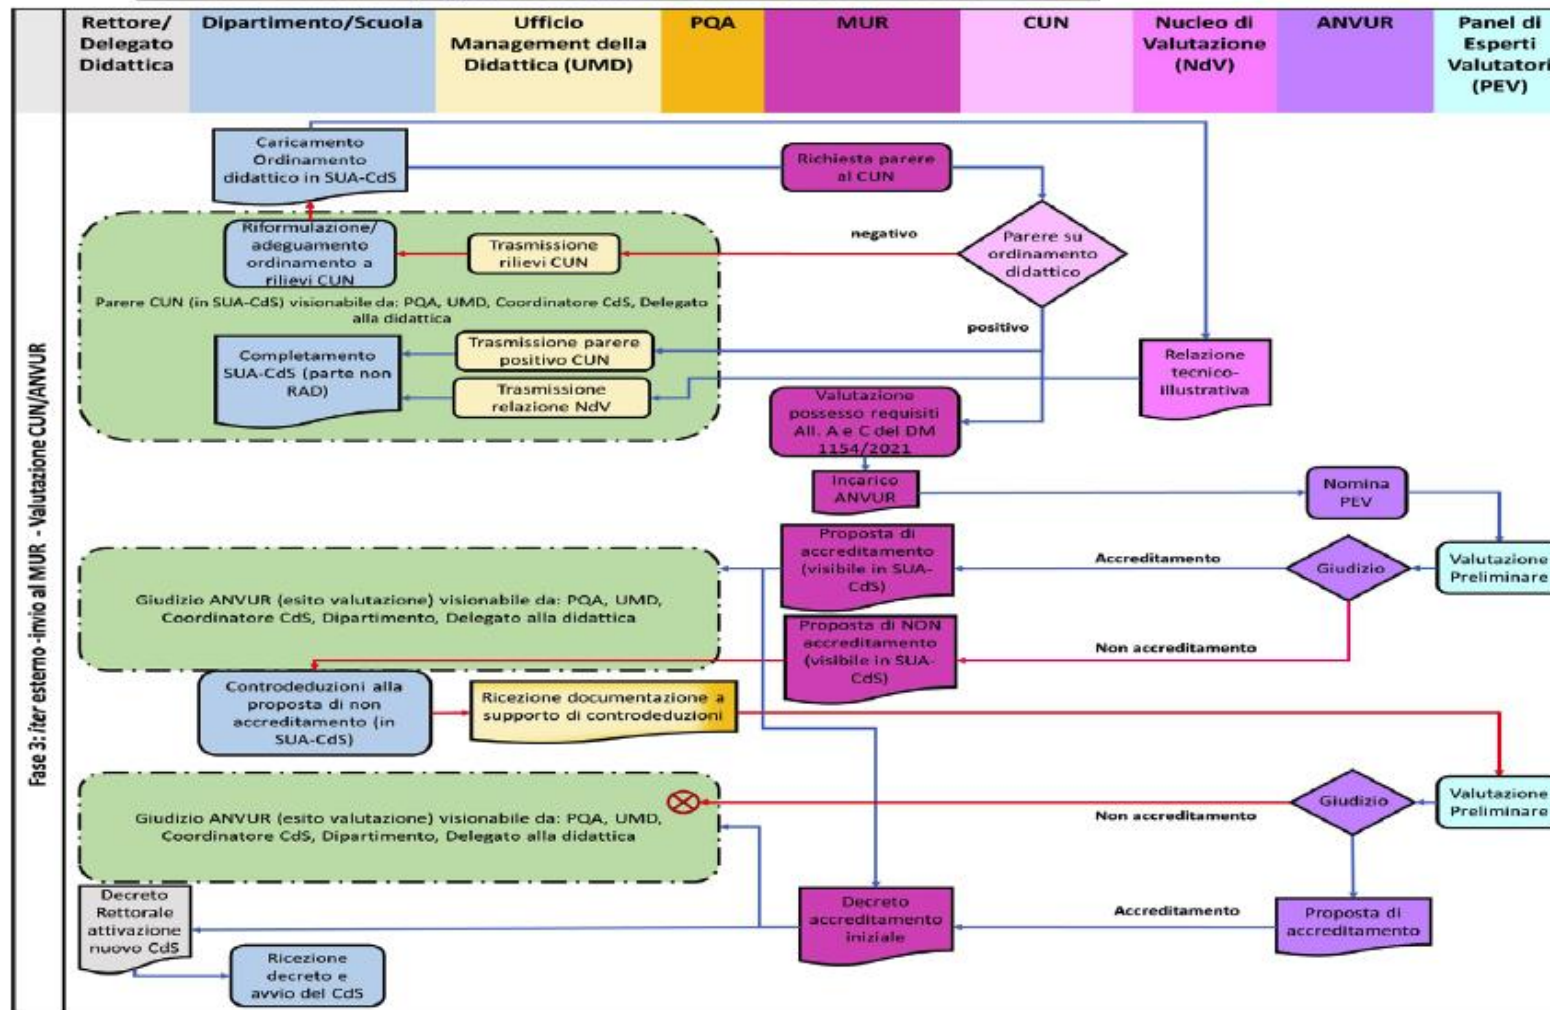 Rettore/
Delegato
Didattica
Dipartimento/Scuola
Ufficio
Management della
Didattica (UMD)
PQA
MUR
CUN
Nucleo di
Valutazione
(NdV)
ANVUR
Panel di
Esperti
Valutatori
(PEV)
Fase 3: iter esterno -invio al MUR - Valutazione CUN/ANVUR
Caricamento
Ordinamento
didattico in SUA-CdS
Richiesta parere
al CUN
Riformulazione/
adeguamento
ordinamento a
rilievi CUN
Trasmissione
rilievi CUN
negativo
Parere su
ordinamento
didattico
Parere CUN (in SUA-CdS) visionabile da: PQA, UMD, Coordinatore CdS, Delegato
alla didattica
positivo
Completamento
SUA-CdS (parte non
RAD)
Trasmissione parere
positivo CUN
Trasmissione
relazione NdV
Relazione
tecnico-
illustrativa
Valutazione
possesso requisiti
All. A e C del DM
1154/2021
Incarico
ANVUR
Nomina
PEV
Proposta di
accreditamento
(visibile in SUA-
CdS)
Accreditamento
Giudizio
Valutazione
Preliminare
Giudizio ANVUR (esito valutazione) visionabile da: PQA, UMD,
Coordinatore CdS, Dipartimento, Delegato alla didattica
Proposta di NON
accreditamento
(visibile in SUA-
CdS)
Non accreditamento
Controdeduzioni alla
proposta di non
accreditamento (in
SUA-CdS)
Ricezione documentazione a
supporto di controdeduzioni
Giudizio ANVUR (esito valutazione) visionabile da: PQA, UMD,
Coordinatore CdS, Dipartimento, Delegato alla didattica
Non accreditamento
Giudizio
Valutazione
Preliminare
Decreto
Rettorale
attivazione
nuovo CdS
Decreto
accreditamento
iniziale
Accreditamento
Proposta di
accreditamento
Ricezione
decreto e
avvio del CdS